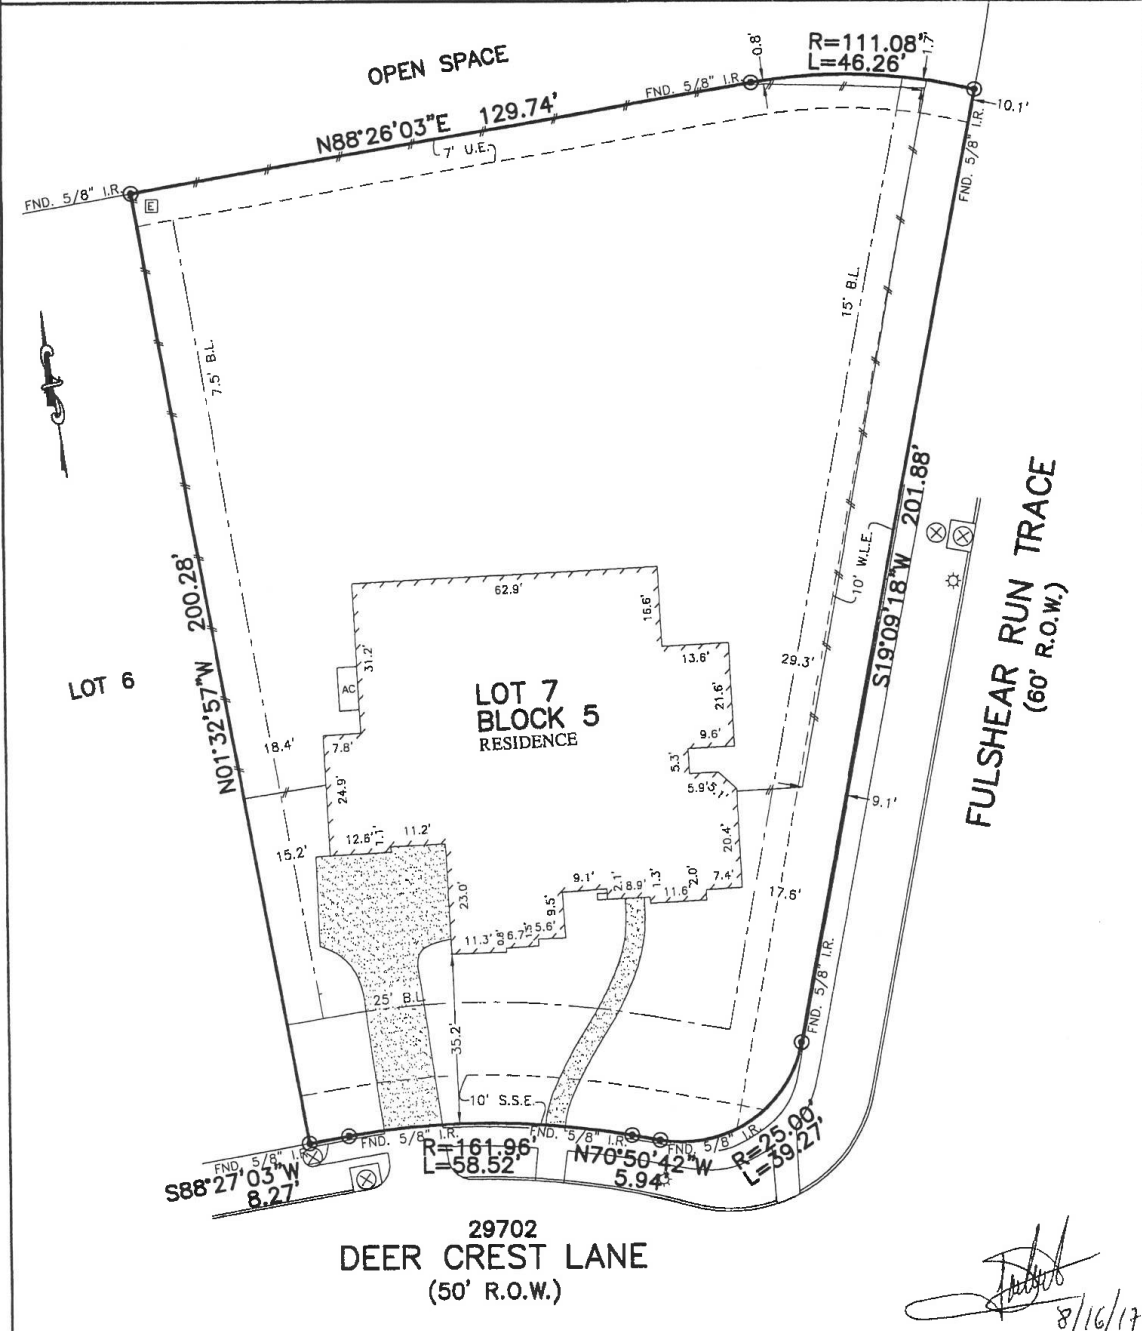 OPEN SPACE
R=111.08'
L=46.26'
0.8'
1.7'
FND. 5/8" I.R.
10.1'
FND. 5/8" I.R.
N88°26'03"E 129.74'
7' U.E.
FND. 5/8" I.R.
E
7.5' B.L.
15' B.L.
N01°32'57"W 200.28'
S19°09'18"W 201.88'
10' W.L.E.
FULSHEAR RUN TRACE
(60' R.O.W.)
LOT 6
62.9'
16.6'
13.6'
21.6'
29.3'
31.2'
AC
LOT 7
BLOCK 5
RESIDENCE
9.6'
5.3'
5.9'
5.1'
18.4'
7.8'
24.9'
9.1'
12.6'
11.2'
20.4'
15.2'
17.6'
23.0'
9.1'
2.1'
8.9'
1.3'
11.6'
2.0'
7.4'
9.5'
11.3'
0.8'
6.7'
5.6'
FND. 5/8" I.R.
25' B.L.
35.2'
10' S.S.E.
FND. 5/8" I.R.
FND. 5/8" I.R.
FND. 5/8" I.R.
FND. 5/8" I.R.
S88°27'03"W
8.27'
R=161.96'
L=58.52'
N70°50'42"W
5.94'
R=25.00'
L=39.27'
29702
DEER CREST LANE
(50' R.O.W.)
8/16/17